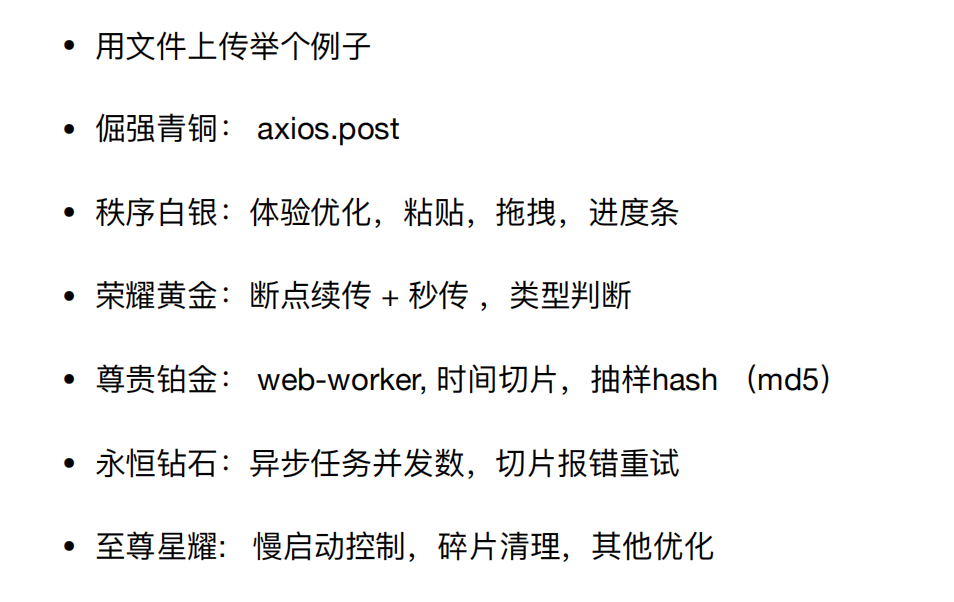 • 用文件上传举个例子
• 倔强青铜： axios.post
• 秩序白银：体验优化，粘贴，拖拽，进度条
• 荣耀黄金：断点续传 + 秒传 ，类型判断
• 尊贵铂金： web-worker, 时间切片，抽样hash （md5）
• 永恒钻石：异步任务并发数，切片报错重试
• 至尊星耀： 慢启动控制，碎片清理，其他优化